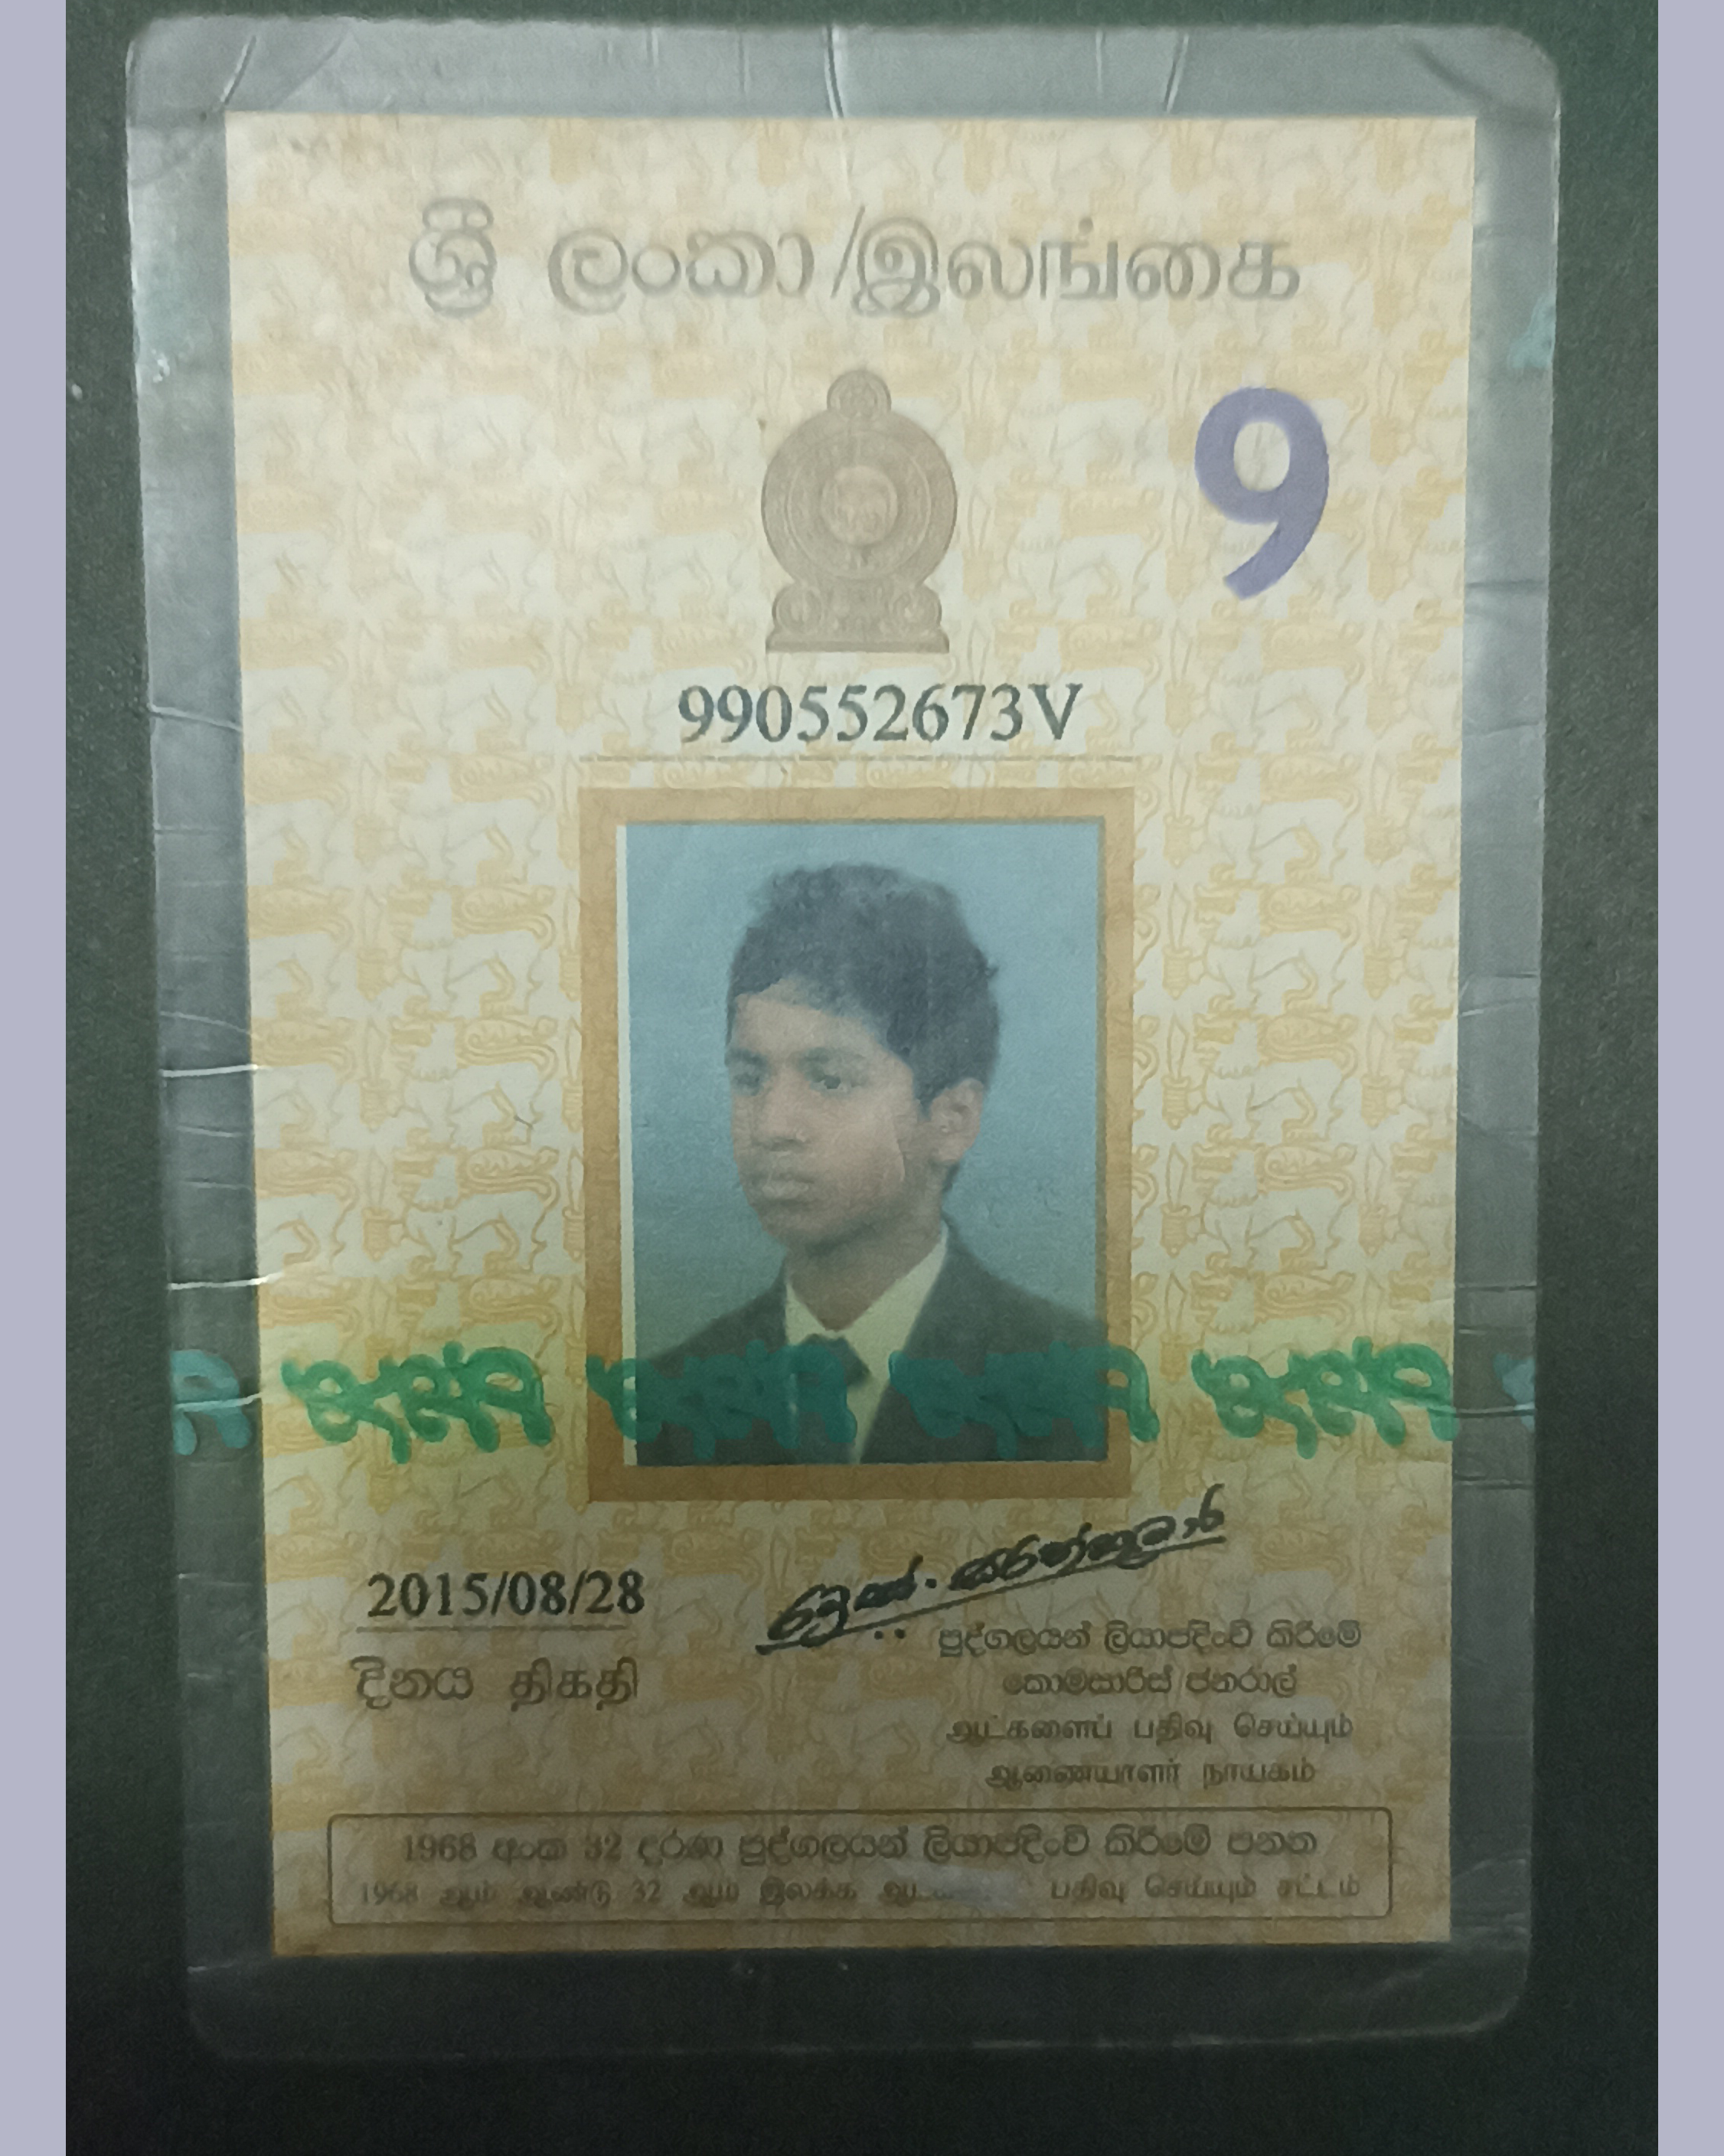 ශ්‍රී ලංකා/இலங்கை
9
990552673V
2015/08/28
දිනය திகதி
පුද්ගලයන් ලියාපදිංචි කිරීමේ
කොමසාරිස් ජනරාල්
ஆட்களைப் பதிவு செய்யும்
ஆணையாளர் நாயகம்
1968 අංක 32 දරණ පුද්ගලයන් ලියාපදිංචි කිරීමේ පනත
1968 ஆம் ஆண்டு 32 ஆம் இலக்க பதிவு செய்யும் சட்டம்